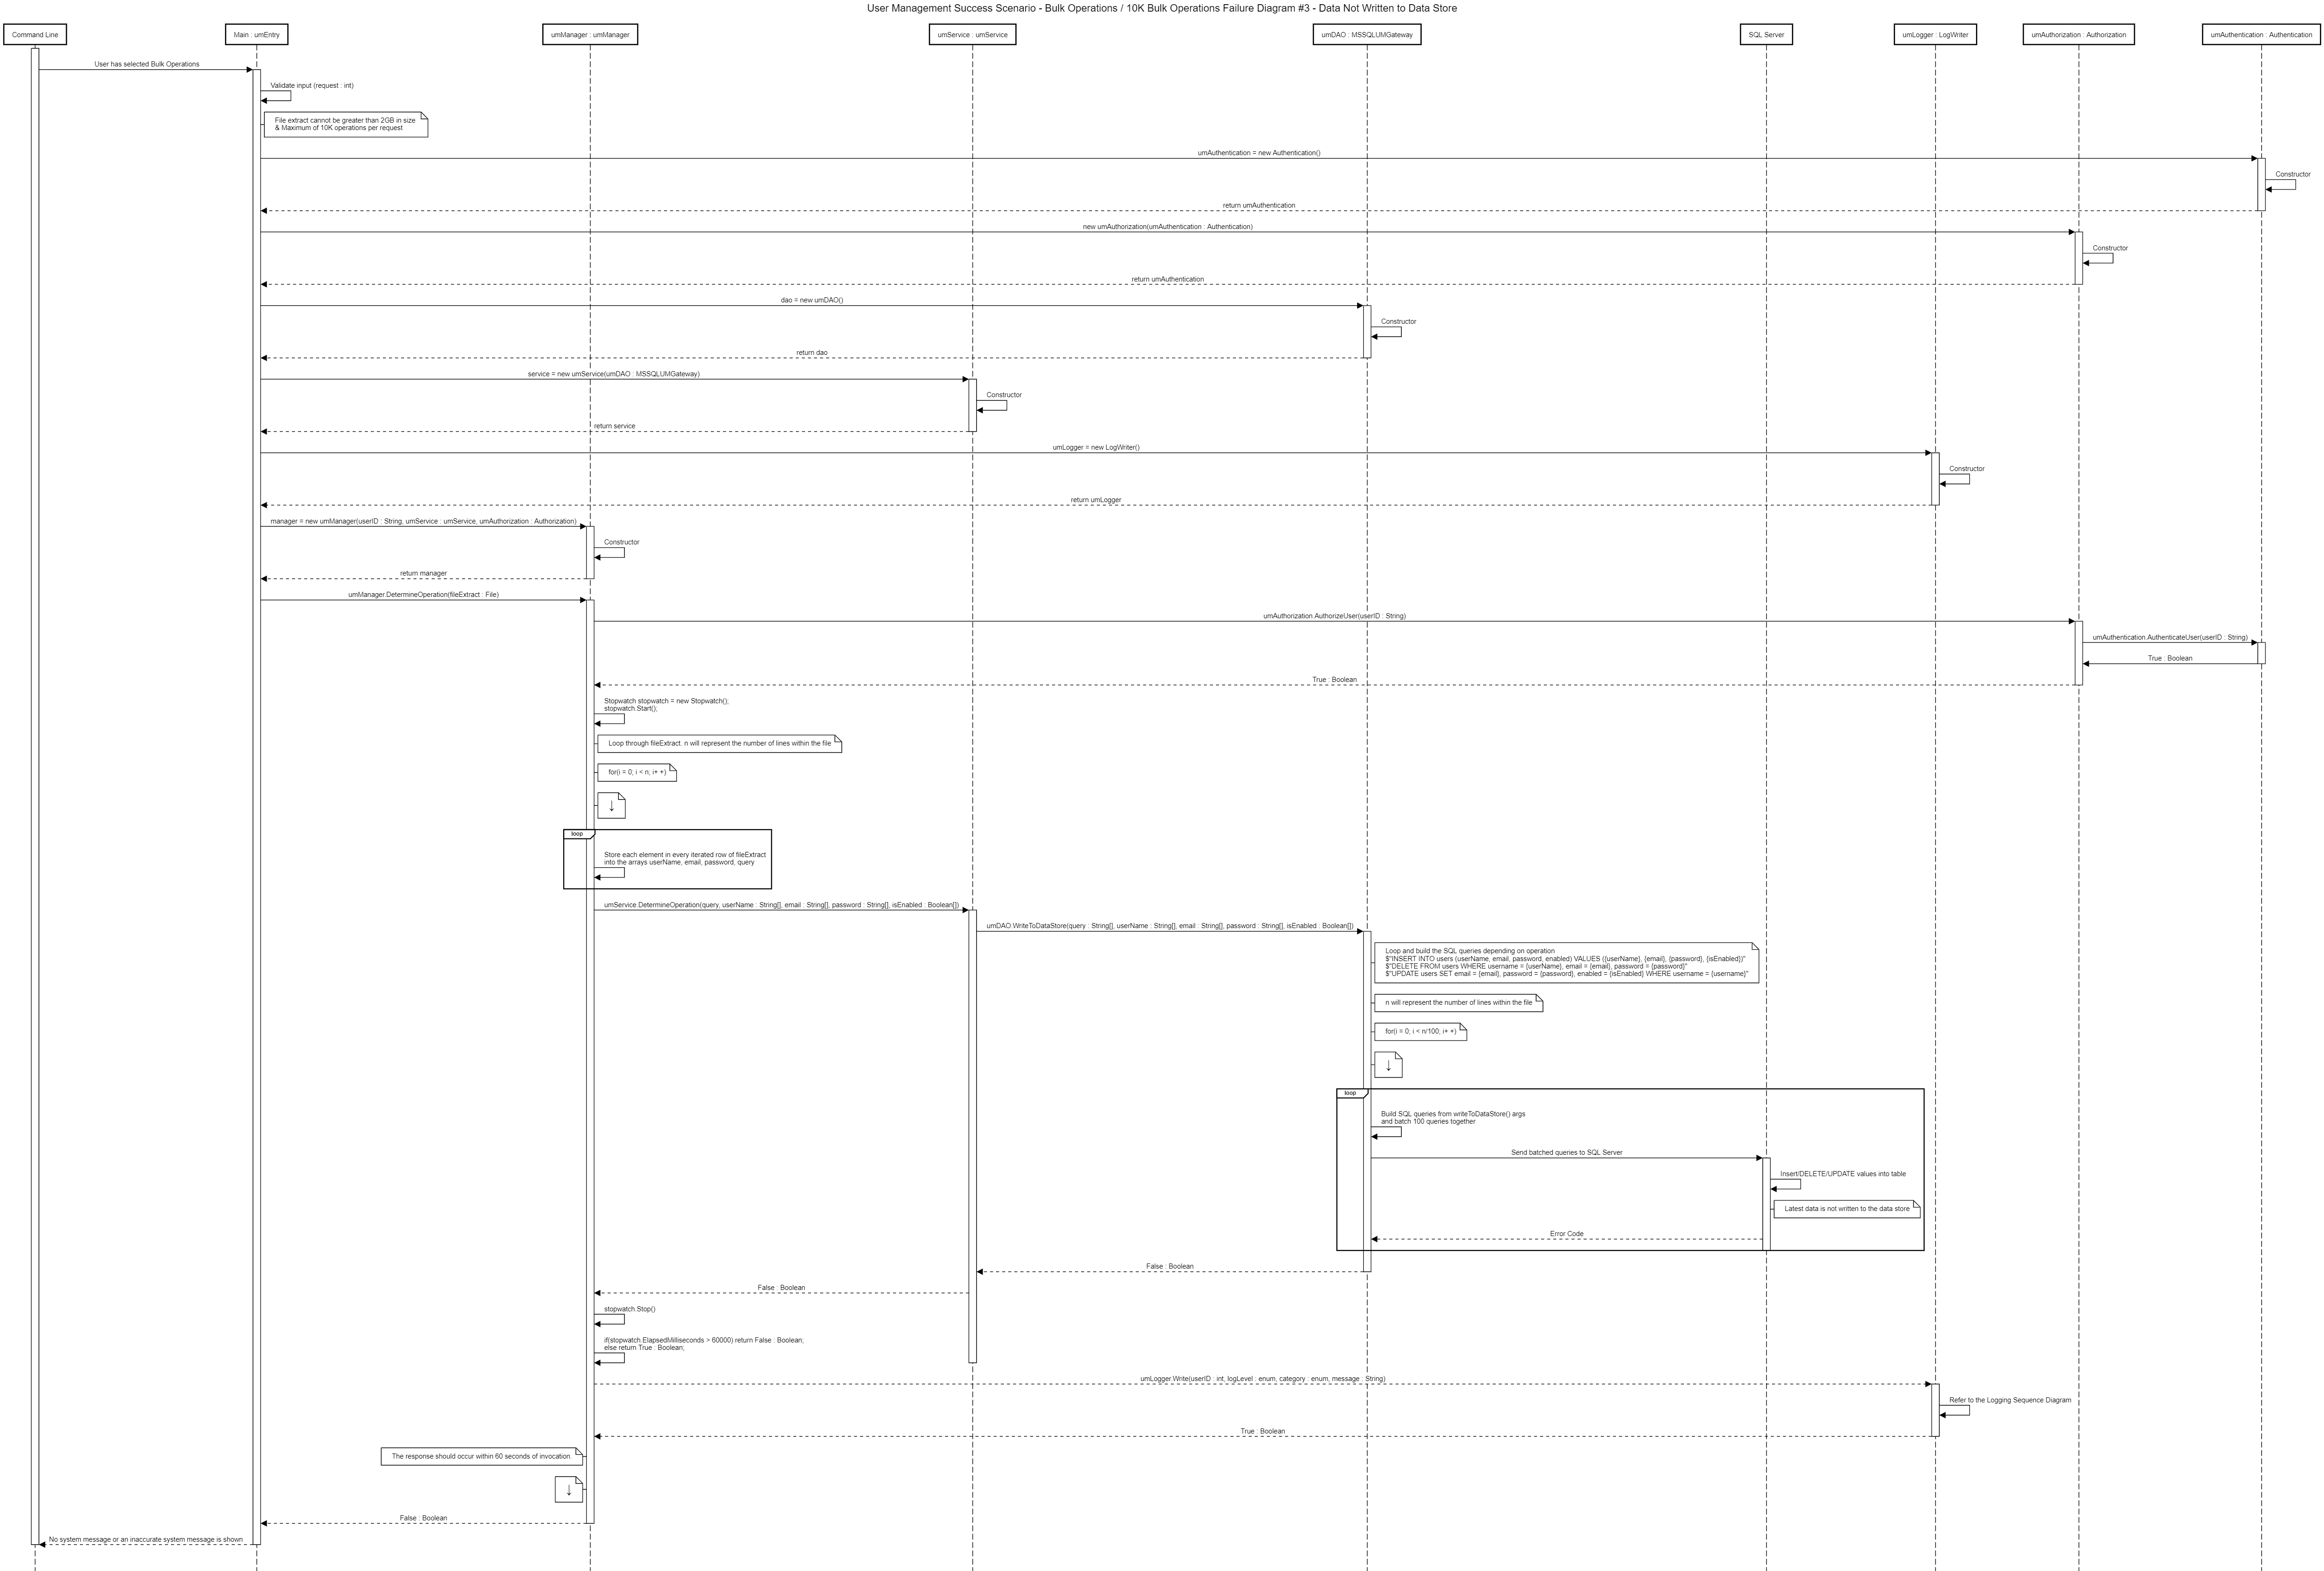 User Management Success Scenario - Bulk Operations / 10K Bulk Operations Failure Diagram #3 - Data Not Written to Data Store
Command Line
Main : umEntry
umManager : umManager
umService : umService
umDAO : MSSQLUMGateway
SQL Server
umLogger : LogWriter
umAuthorization : Authorization
umAuthentication : Authentication
User has selected Bulk Operations
Validate input (request : int)
File extract cannot be greater than 2GB in size
& Maximum of 10K operations per request
umAuthentication = new Authentication()
Constructor
return umAuthentication
new umAuthorization(umAuthentication : Authentication)
Constructor
return umAuthentication
dao = new umDAO()
Constructor
return dao
service = new umService(umDAO : MSSQLUMGateway)
Constructor
return service
umLogger = new LogWriter()
Constructor
return umLogger
manager = new umManager(userID : String, umService : umService, umAuthorization : Authorization)
Constructor
return manager
umManager.DetermineOperation(fileExtract : File)
umAuthorization.AuthorizeUser(userID : String)
umAuthentication.AuthenticateUser(userID : String)
True : Boolean
True : Boolean
Stopwatch stopwatch = new Stopwatch();
stopwatch.Start();
Loop through fileExtract. n will represent the number of lines within the file
for(i = 0; i < n; i+ +)
↓
loop
Store each element in every iterated row of fileExtract
into the arrays userName, email, password, query
umService.DetermineOperation(query, userName : String[], email : String[], password : String[], isEnabled : Boolean[])
umDAO.WriteToDataStore(query : String[], userName : String[], email : String[], password : String[], isEnabled : Boolean[])
Loop and build the SQL queries depending on operation
$"INSERT INTO users (userName, email, password, enabled) VALUES ({userName}, {email}, {password}, {isEnabled})"
$"DELETE FROM users WHERE username = {userName}, email = {email}, password = {password}"
$"UPDATE users SET email = {email}, password = {password}, enabled = {isEnabled} WHERE username = {username}"
n will represent the number of lines within the file
for(i = 0; i < n/100; i+ +)
↓
loop
Build SQL queries from writeToDataStore() args
and batch 100 queries together
Send batched queries to SQL Server
Insert/DELETE/UPDATE values into table
Latest data is not written to the data store
Error Code
False : Boolean
False : Boolean
stopwatch.Stop()
if(stopwatch.ElapsedMilliseconds > 60000) return False : Boolean;
else return True : Boolean;
umLogger.Write(userID : int, logLevel : enum, category : enum, message : String)
Refer to the Logging Sequence Diagram
True : Boolean
The response should occur within 60 seconds of invocation.
↓
False : Boolean
No system message or an inaccurate system message is shown